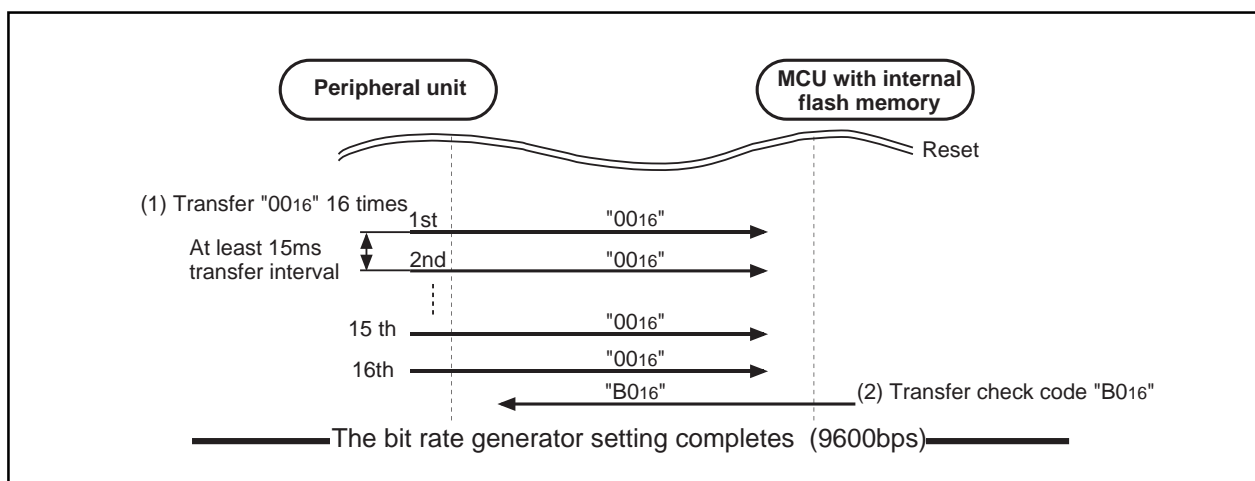 Peripheral unit
MCU with internal
flash memory
Reset
(1) Transfer "0016" 16 times
1st
"0016"
At least 15ms
transfer interval
2nd
"0016"
15 th
"0016"
16th
"0016"
"B016"
(2) Transfer check code "B016"
The bit rate generator setting completes (9600bps)